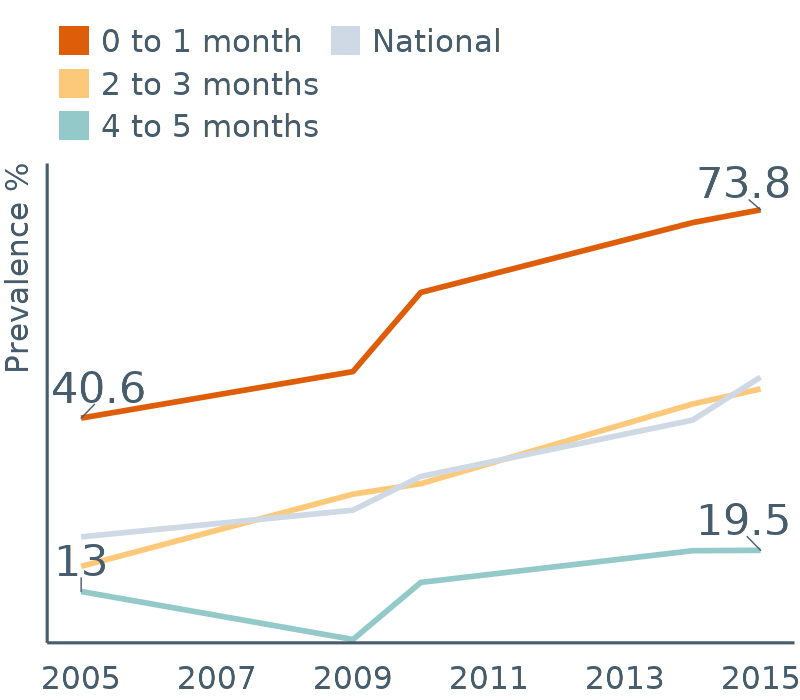 0 to 1 month
National
2 to 3 months
4 to 5 months
Prevalence %
73.8
40.6
19.5
13
2005 2007 2009 2011 2013 2015